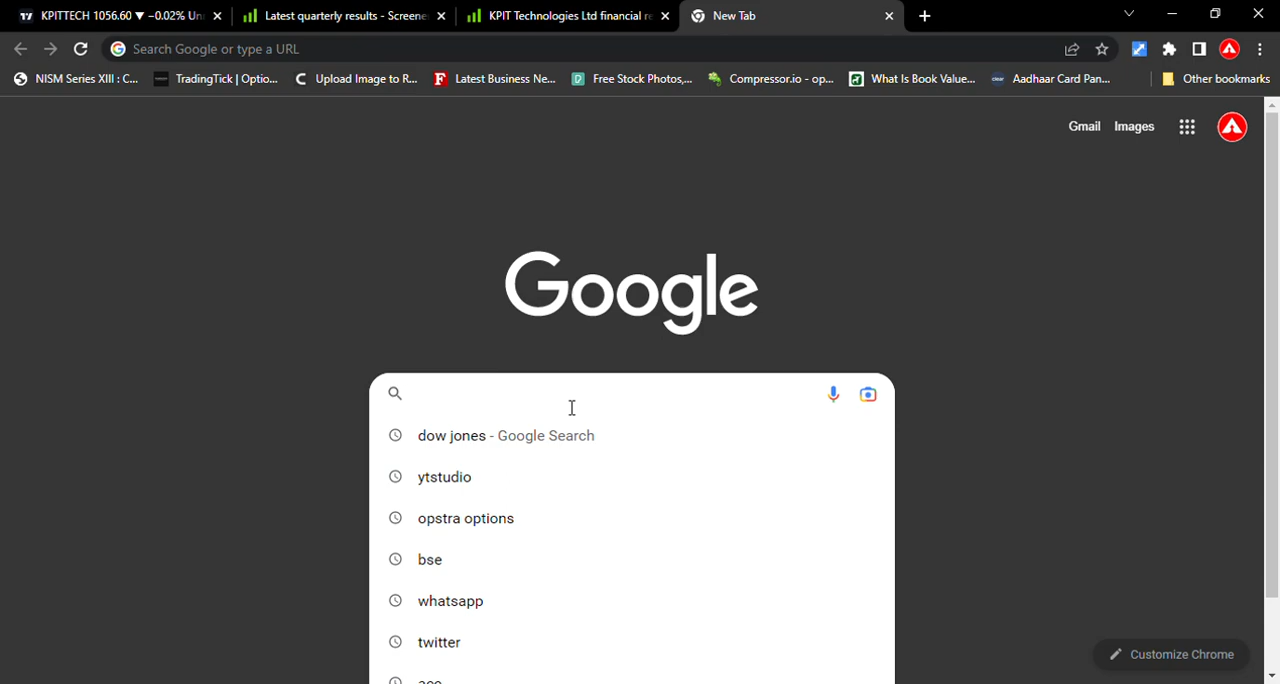 KPITTECH 1056.60 ▼ −0.02% Un
Latest quarterly results - Screene
KPIT Technologies Ltd financial re
New Tab
Search Google or type a URL
NISM Series XIII : C...
TradingTick | Optio...
Upload Image to R...
Latest Business Ne...
Free Stock Photos,...
Compressor.io - op...
What Is Book Value...
Aadhaar Card Pan...
Other bookmarks
Gmail
Images
Google
dow jones - Google Search
ytstudio
opstra options
bse
whatsapp
twitter
Customize Chrome